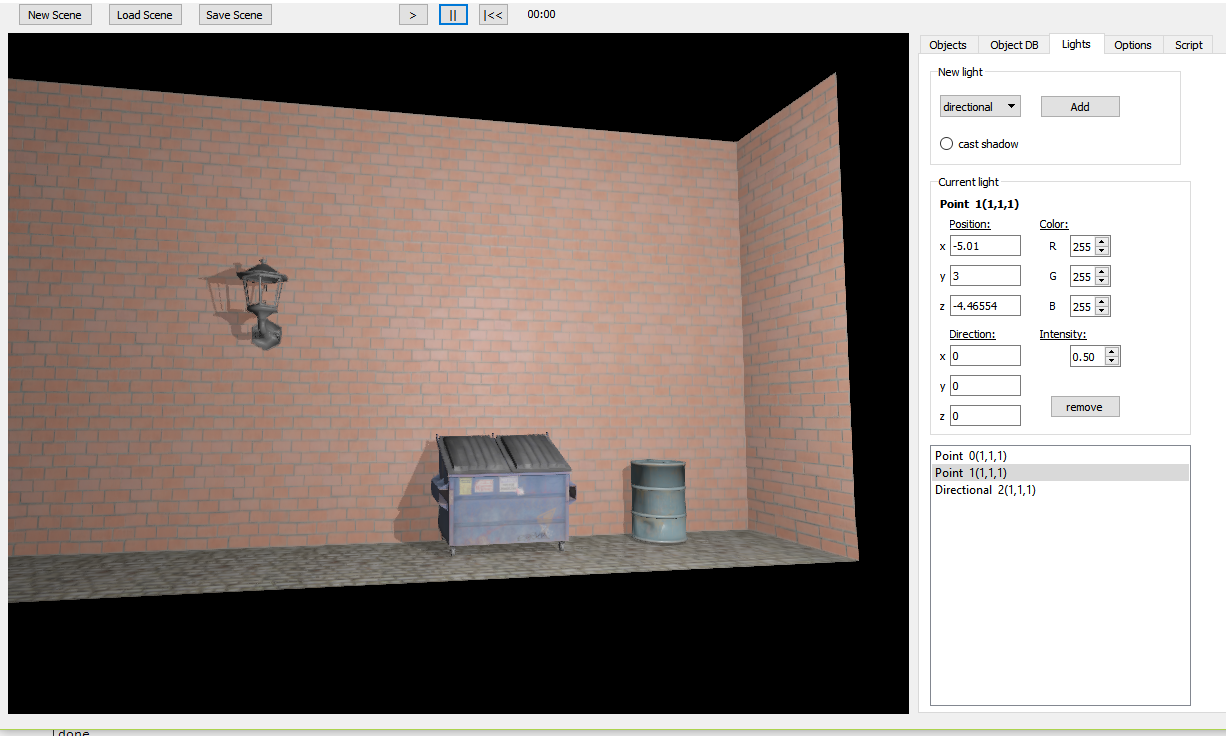 New Scene Load Scene Save Scene > || |<< 00:00
Objects Object DB Lights Options Script
New light
directional Add
cast shadow
Current light
Point 1(1,1,1)
Position: Color:
x -5.01 R 255
y 3 G 255
z -4.46554 B 255
Direction: Intensity:
x 0 0.50
y 0
z 0 remove
Point 0(1,1,1)
Point 1(1,1,1)
Directional 2(1,1,1)
done